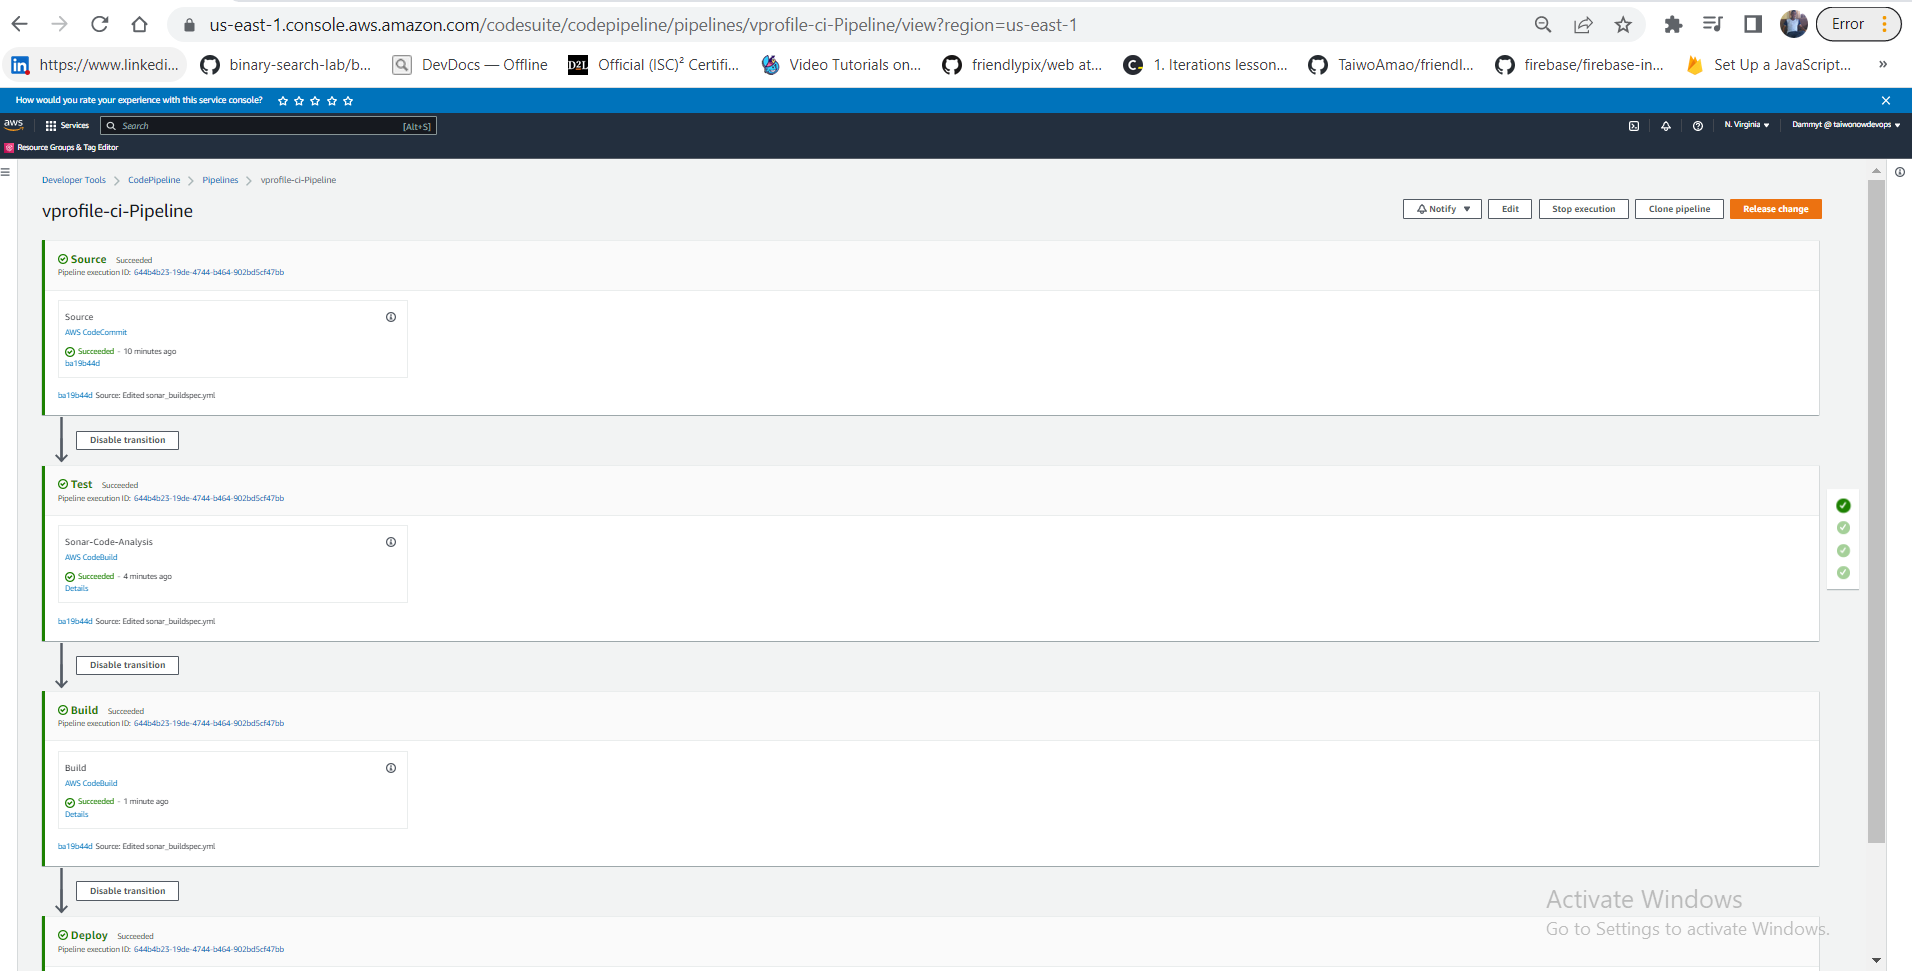 us-east-1.console.aws.amazon.com/codesuite/codepipeline/pipelines/vprofile-ci-Pipeline/view?region=us-east-1
Error
https://www.linkedi...
binary-search-lab/b...
DevDocs — Offline
D2L
Official (ISC)² Certifi...
Video Tutorials on...
1. Iterations lesson...
friendlypix/web at...
TaiwoAmao/friendl...
firebase/firebase-in...
Set Up a JavaScript...
»
How would you rate your experience with this service console?
aws
Services
Search
[Alt+S]
N. Virginia
Dammyt @ taiwonowdevops
Resource Groups & Tag Editor
Developer Tools
CodePipeline
Pipelines
vprofile-ci-Pipeline
vprofile-ci-Pipeline
Notify
Edit
Stop execution
Clone pipeline
Release change
Source Succeeded
Pipeline execution ID: 644b4b23-19de-4744-b464-902bd5cf47bb
Source
AWS CodeCommit
Succeeded - 10 minutes ago
ba19b44d
ba19b44d Source: Edited sonar_buildspec.yml
Disable transition
Test Succeeded
Pipeline execution ID: 644b4b23-19de-4744-b464-902bd5cf47bb
Sonar-Code-Analysis
AWS CodeBuild
Succeeded - 4 minutes ago
Details
ba19b44d Source: Edited sonar_buildspec.yml
Disable transition
Build Succeeded
Pipeline execution ID: 644b4b23-19de-4744-b464-902bd5cf47bb
Build
AWS CodeBuild
Succeeded - 1 minute ago
Details
ba19b44d Source: Edited sonar_buildspec.yml
Disable transition
Deploy Succeeded
Pipeline execution ID: 644b4b23-19de-4744-b464-902bd5cf47bb
Activate Windows
Go to Settings to activate Windows.